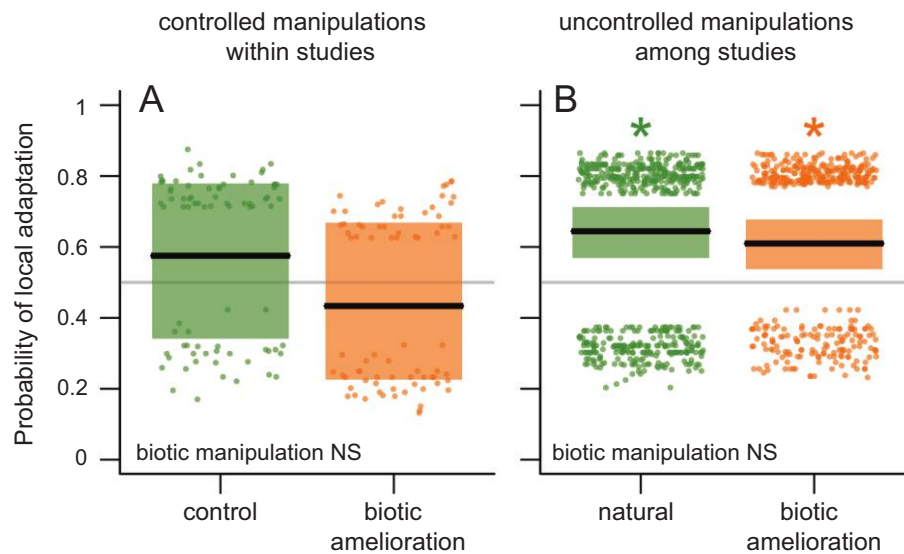 controlled manipulations
within studies
uncontrolled manipulations
among studies
Probability of local adaptation
1
0.8
0.6
0.4
0.2
0
A
biotic manipulation NS
control
biotic
amelioration
B
*
*
biotic manipulation NS
natural
biotic
amelioration